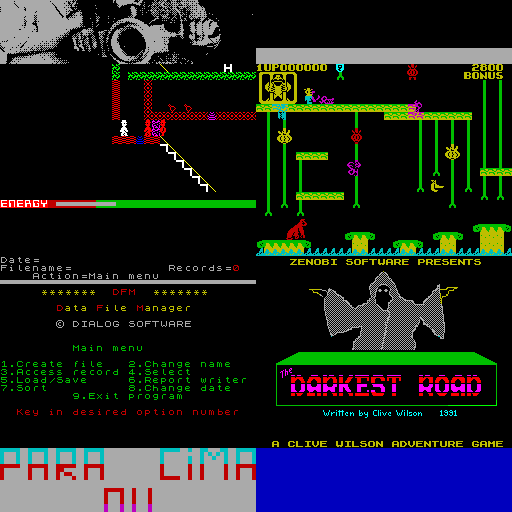 H
ENERGY
1UP000000 2800
BONUS
Date=
Filename= Records=0
Action=Main menu
******* DFM *******
Data File Manager
© DIALOG SOFTWARE
Main menu
1.Create file 2.Change name
3.Access record 4.Select
5.Load/Save 6.Report writer
7.Sort 8.Change date
9.Exit program
Key in desired option number
ZENOBI SOFTWARE PRESENTS
The
DARKEST ROAD
Written by Clive Wilson 1991
A CLIVE WILSON ADVENTURE GAME
PARA CiMA